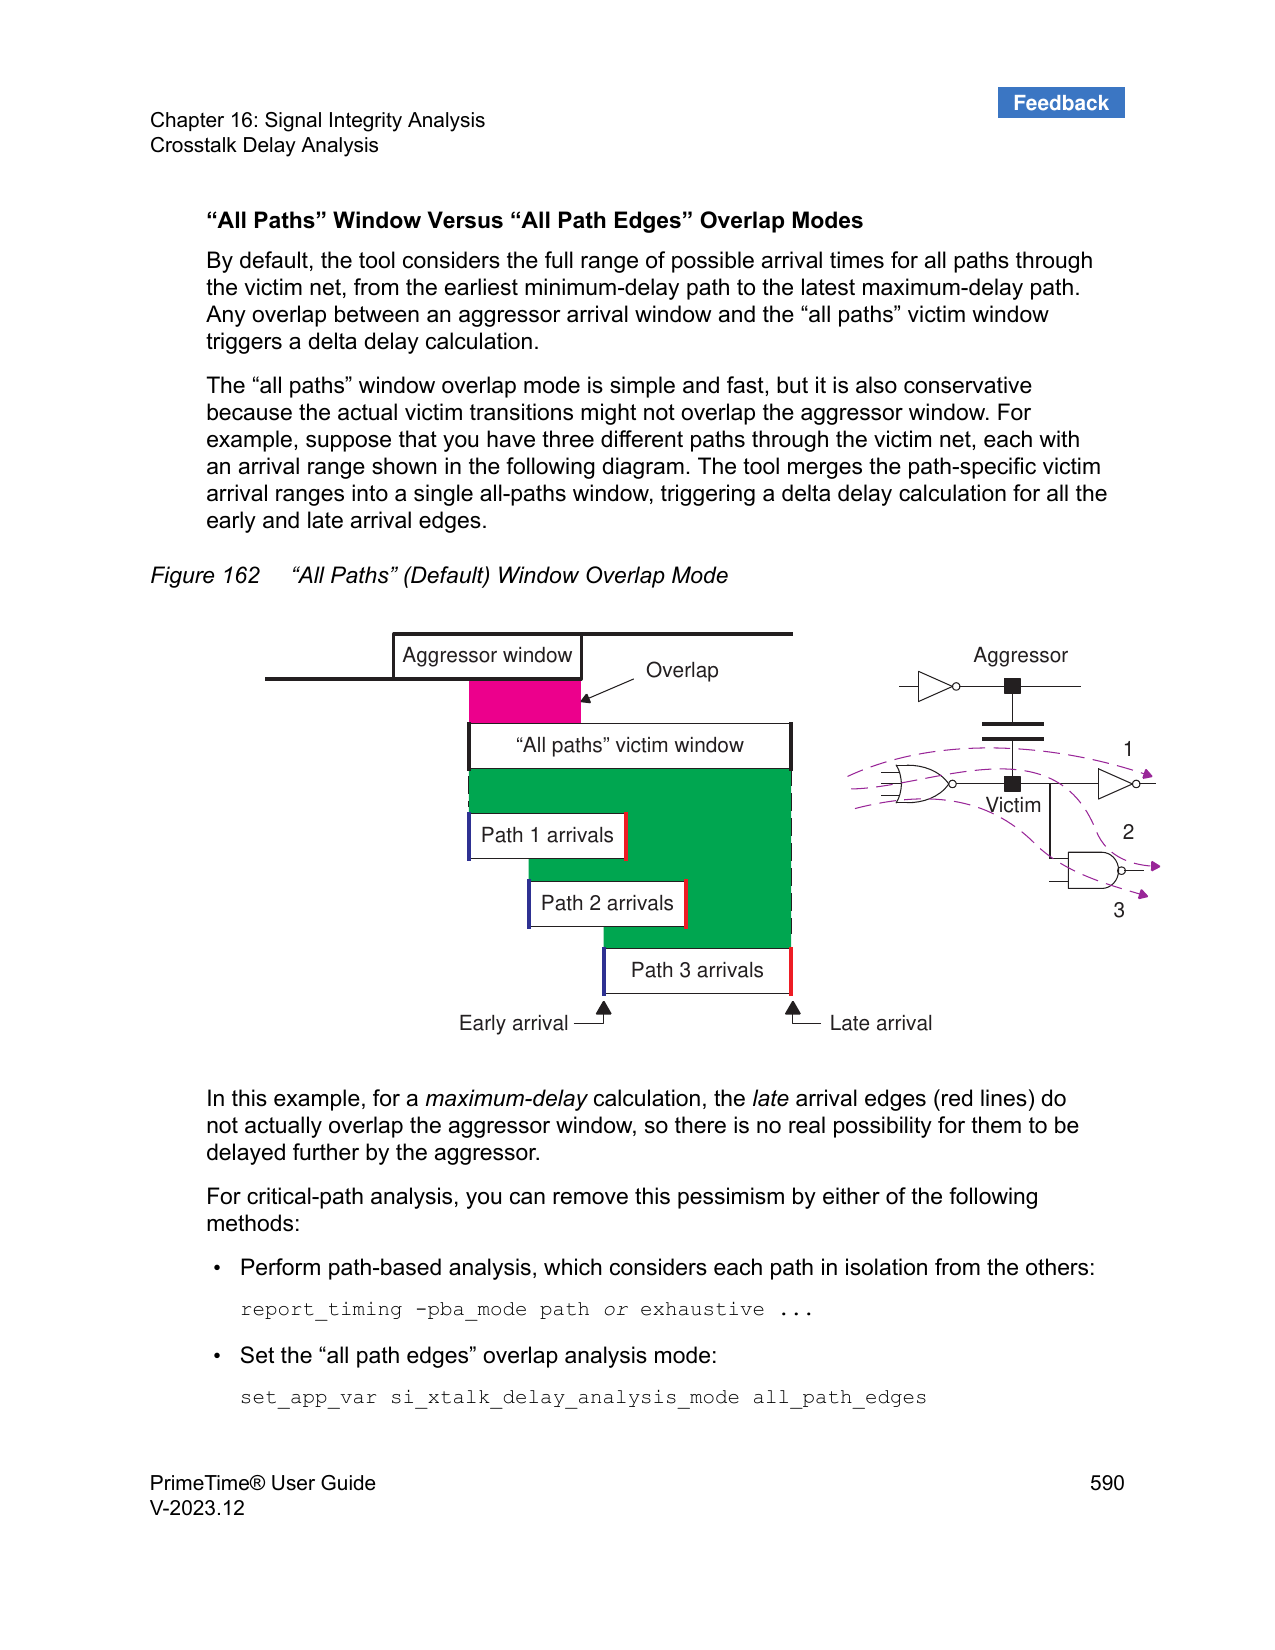 Feedback
Chapter 16: Signal Integrity Analysis
Crosstalk Delay Analysis
“All Paths” Window Versus “All Path Edges” Overlap Modes
By default, the tool considers the full range of possible arrival times for all paths through
the victim net, from the earliest minimum-delay path to the latest maximum-delay path.
Any overlap between an aggressor arrival window and the “all paths” victim window
triggers a delta delay calculation.
The “all paths” window overlap mode is simple and fast, but it is also conservative
because the actual victim transitions might not overlap the aggressor window. For
example, suppose that you have three different paths through the victim net, each with
an arrival range shown in the following diagram. The tool merges the path-specific victim
arrival ranges into a single all-paths window, triggering a delta delay calculation for all the
early and late arrival edges.
Figure 162 “All Paths” (Default) Window Overlap Mode
Aggressor window
Overlap
“All paths” victim window
Path 1 arrivals
Path 2 arrivals
Path 3 arrivals
Early arrival
Late arrival
Aggressor
1
Victim
2
3
In this example, for a maximum-delay calculation, the late arrival edges (red lines) do
not actually overlap the aggressor window, so there is no real possibility for them to be
delayed further by the aggressor.
For critical-path analysis, you can remove this pessimism by either of the following
methods:
• Perform path-based analysis, which considers each path in isolation from the others:
report_timing -pba_mode path or exhaustive ...
• Set the “all path edges” overlap analysis mode:
set_app_var si_xtalk_delay_analysis_mode all_path_edges
PrimeTime® User Guide
V-2023.12
590